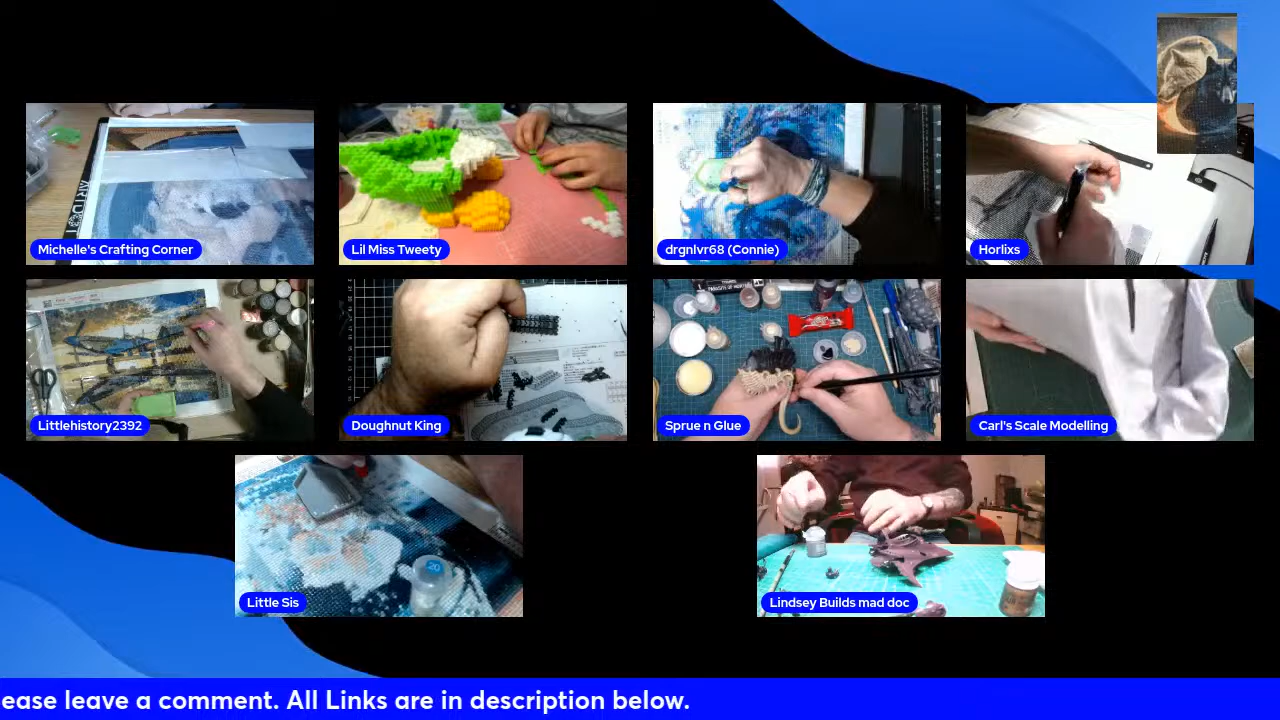 Michelle's Crafting Corner
Lil Miss Tweety
drgnlvr68 (Connie)
Horlixs
Littlehistory2392
Doughnut King
Sprue n Glue
Carl's Scale Modelling
Little Sis
20
Lindsey Builds mad doc
ease leave a comment. All Links are in description below.